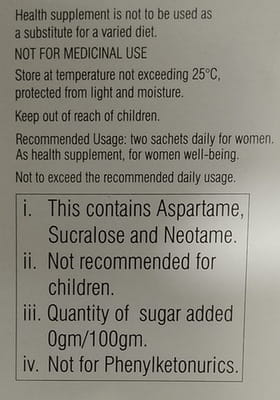 Health supplement is not to be used as
a substitute for a varied diet.
NOT FOR MEDICINAL USE
Store at temperature not exceeding 25°C,
protected from light and moisture.
Keep out of reach of children.
Recommended Usage: two sachets daily for women.
As health supplement, for women well-being.
Not to exceed the recommended daily usage.
i. This contains Aspartame,
Sucralose and Neotame.
ii. Not recommended for
children.
iii. Quantity of sugar added
0gm/100gm.
iv. Not for Phenylketonurics.